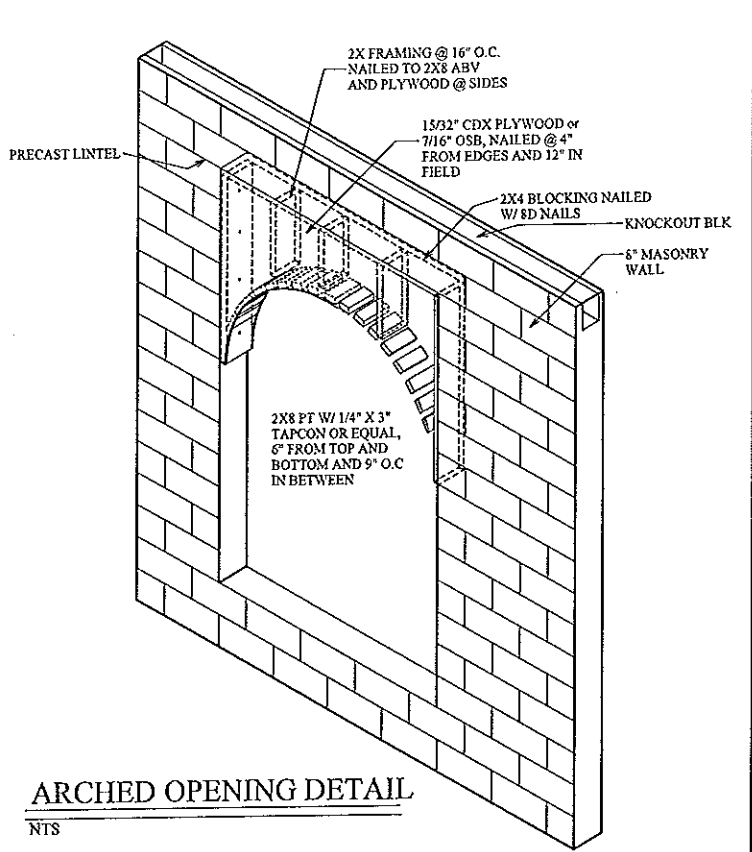 2X FRAMING @ 16" O.C.
NAILED TO 2X8 ABV
AND PLYWOOD @ SIDES
15/32" CDX PLYWOOD or
7/16" OSB, NAILED @ 4"
FROM EDGES AND 12" IN
FIELD
PRECAST LINTEL
2X4 BLOCKING NAILED
W/ 8D NAILS
KNOCKOUT BLK
8" MASONRY
WALL
2X8 PT W/ 1/4" X 3"
TAPCON OR EQUAL,
6" FROM TOP AND
BOTTOM AND 9" O.C
IN BETWEEN
ARCHED OPENING DETAIL
NTS